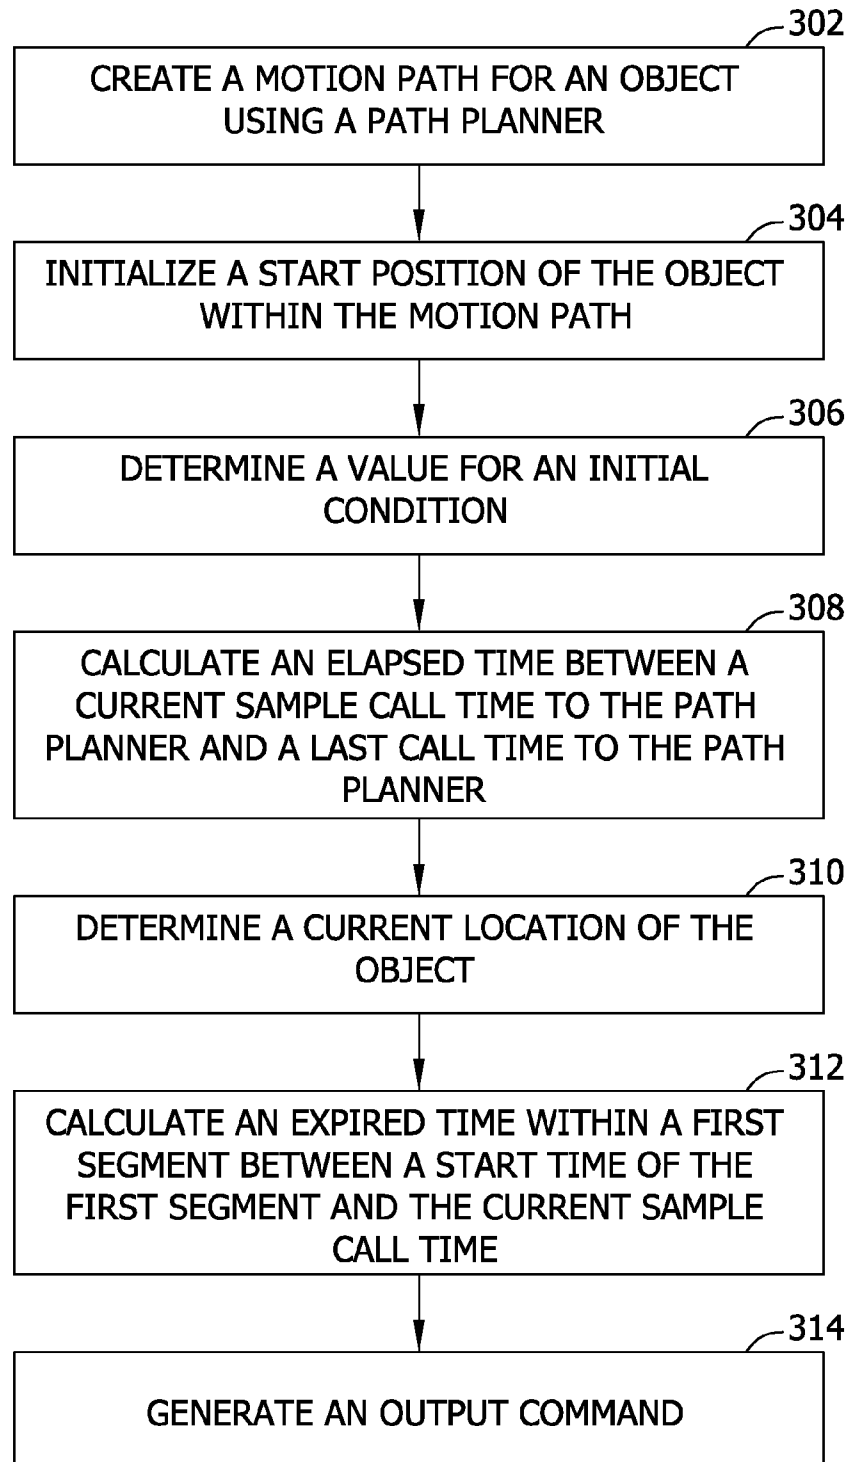 302
CREATE A MOTION PATH FOR AN OBJECT
USING A PATH PLANNER
304
INITIALIZE A START POSITION OF THE OBJECT
WITHIN THE MOTION PATH
306
DETERMINE A VALUE FOR AN INITIAL
CONDITION
308
CALCULATE AN ELAPSED TIME BETWEEN A
CURRENT SAMPLE CALL TIME TO THE PATH
PLANNER AND A LAST CALL TIME TO THE PATH
PLANNER
310
DETERMINE A CURRENT LOCATION OF THE
OBJECT
312
CALCULATE AN EXPIRED TIME WITHIN A FIRST
SEGMENT BETWEEN A START TIME OF THE
FIRST SEGMENT AND THE CURRENT SAMPLE
CALL TIME
314
GENERATE AN OUTPUT COMMAND